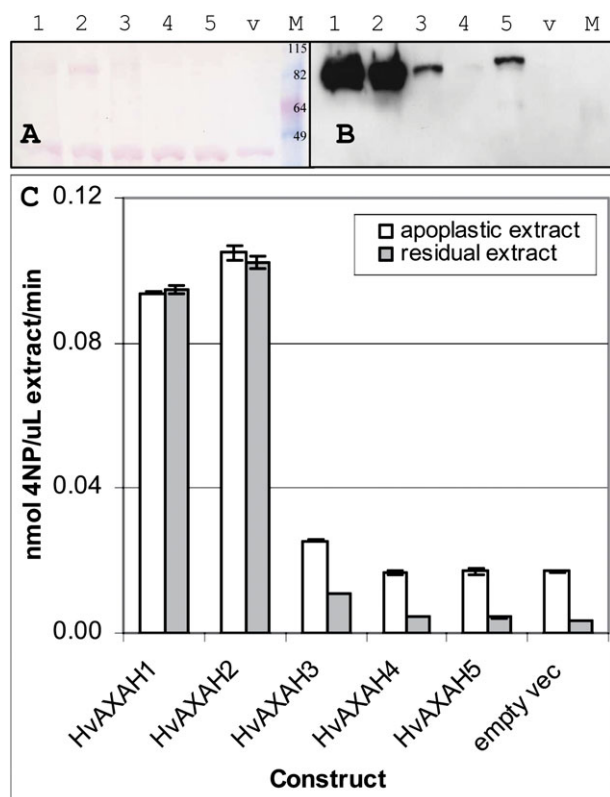 1 2 3 4 5 v M 1 2 3 4 5 v M
115
82
64
49
A
B
C
0.12
0.08
0.04
0.00
nmol 4NP/uL extract/min
apoplastic extract
residual extract
HvAXAH1 HvAXAH2 HvAXAH3 HvAXAH4 HvAXAH5 empty vec
Construct